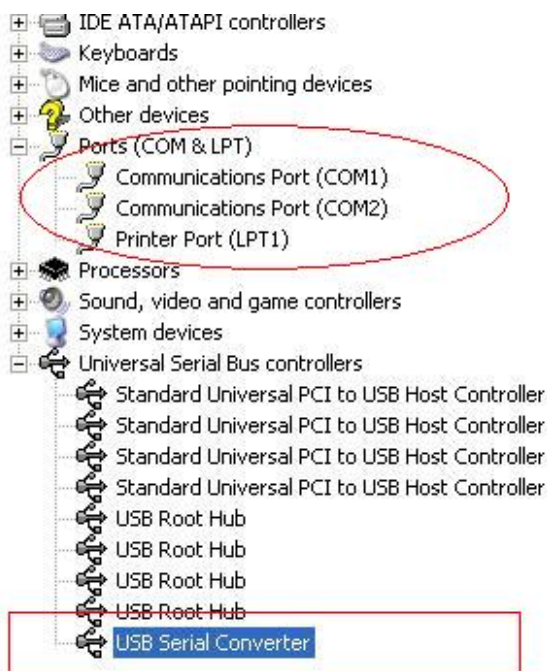 IDE ATA/ATAPI controllers
Keyboards
Mice and other pointing devices
Other devices
Ports (COM & LPT)
Communications Port (COM1)
Communications Port (COM2)
Printer Port (LPT1)
Processors
Sound, video and game controllers
System devices
Universal Serial Bus controllers
Standard Universal PCI to USB Host Controller
Standard Universal PCI to USB Host Controller
Standard Universal PCI to USB Host Controller
Standard Universal PCI to USB Host Controller
USB Root Hub
USB Root Hub
USB Root Hub
USB Root Hub
USB Serial Converter